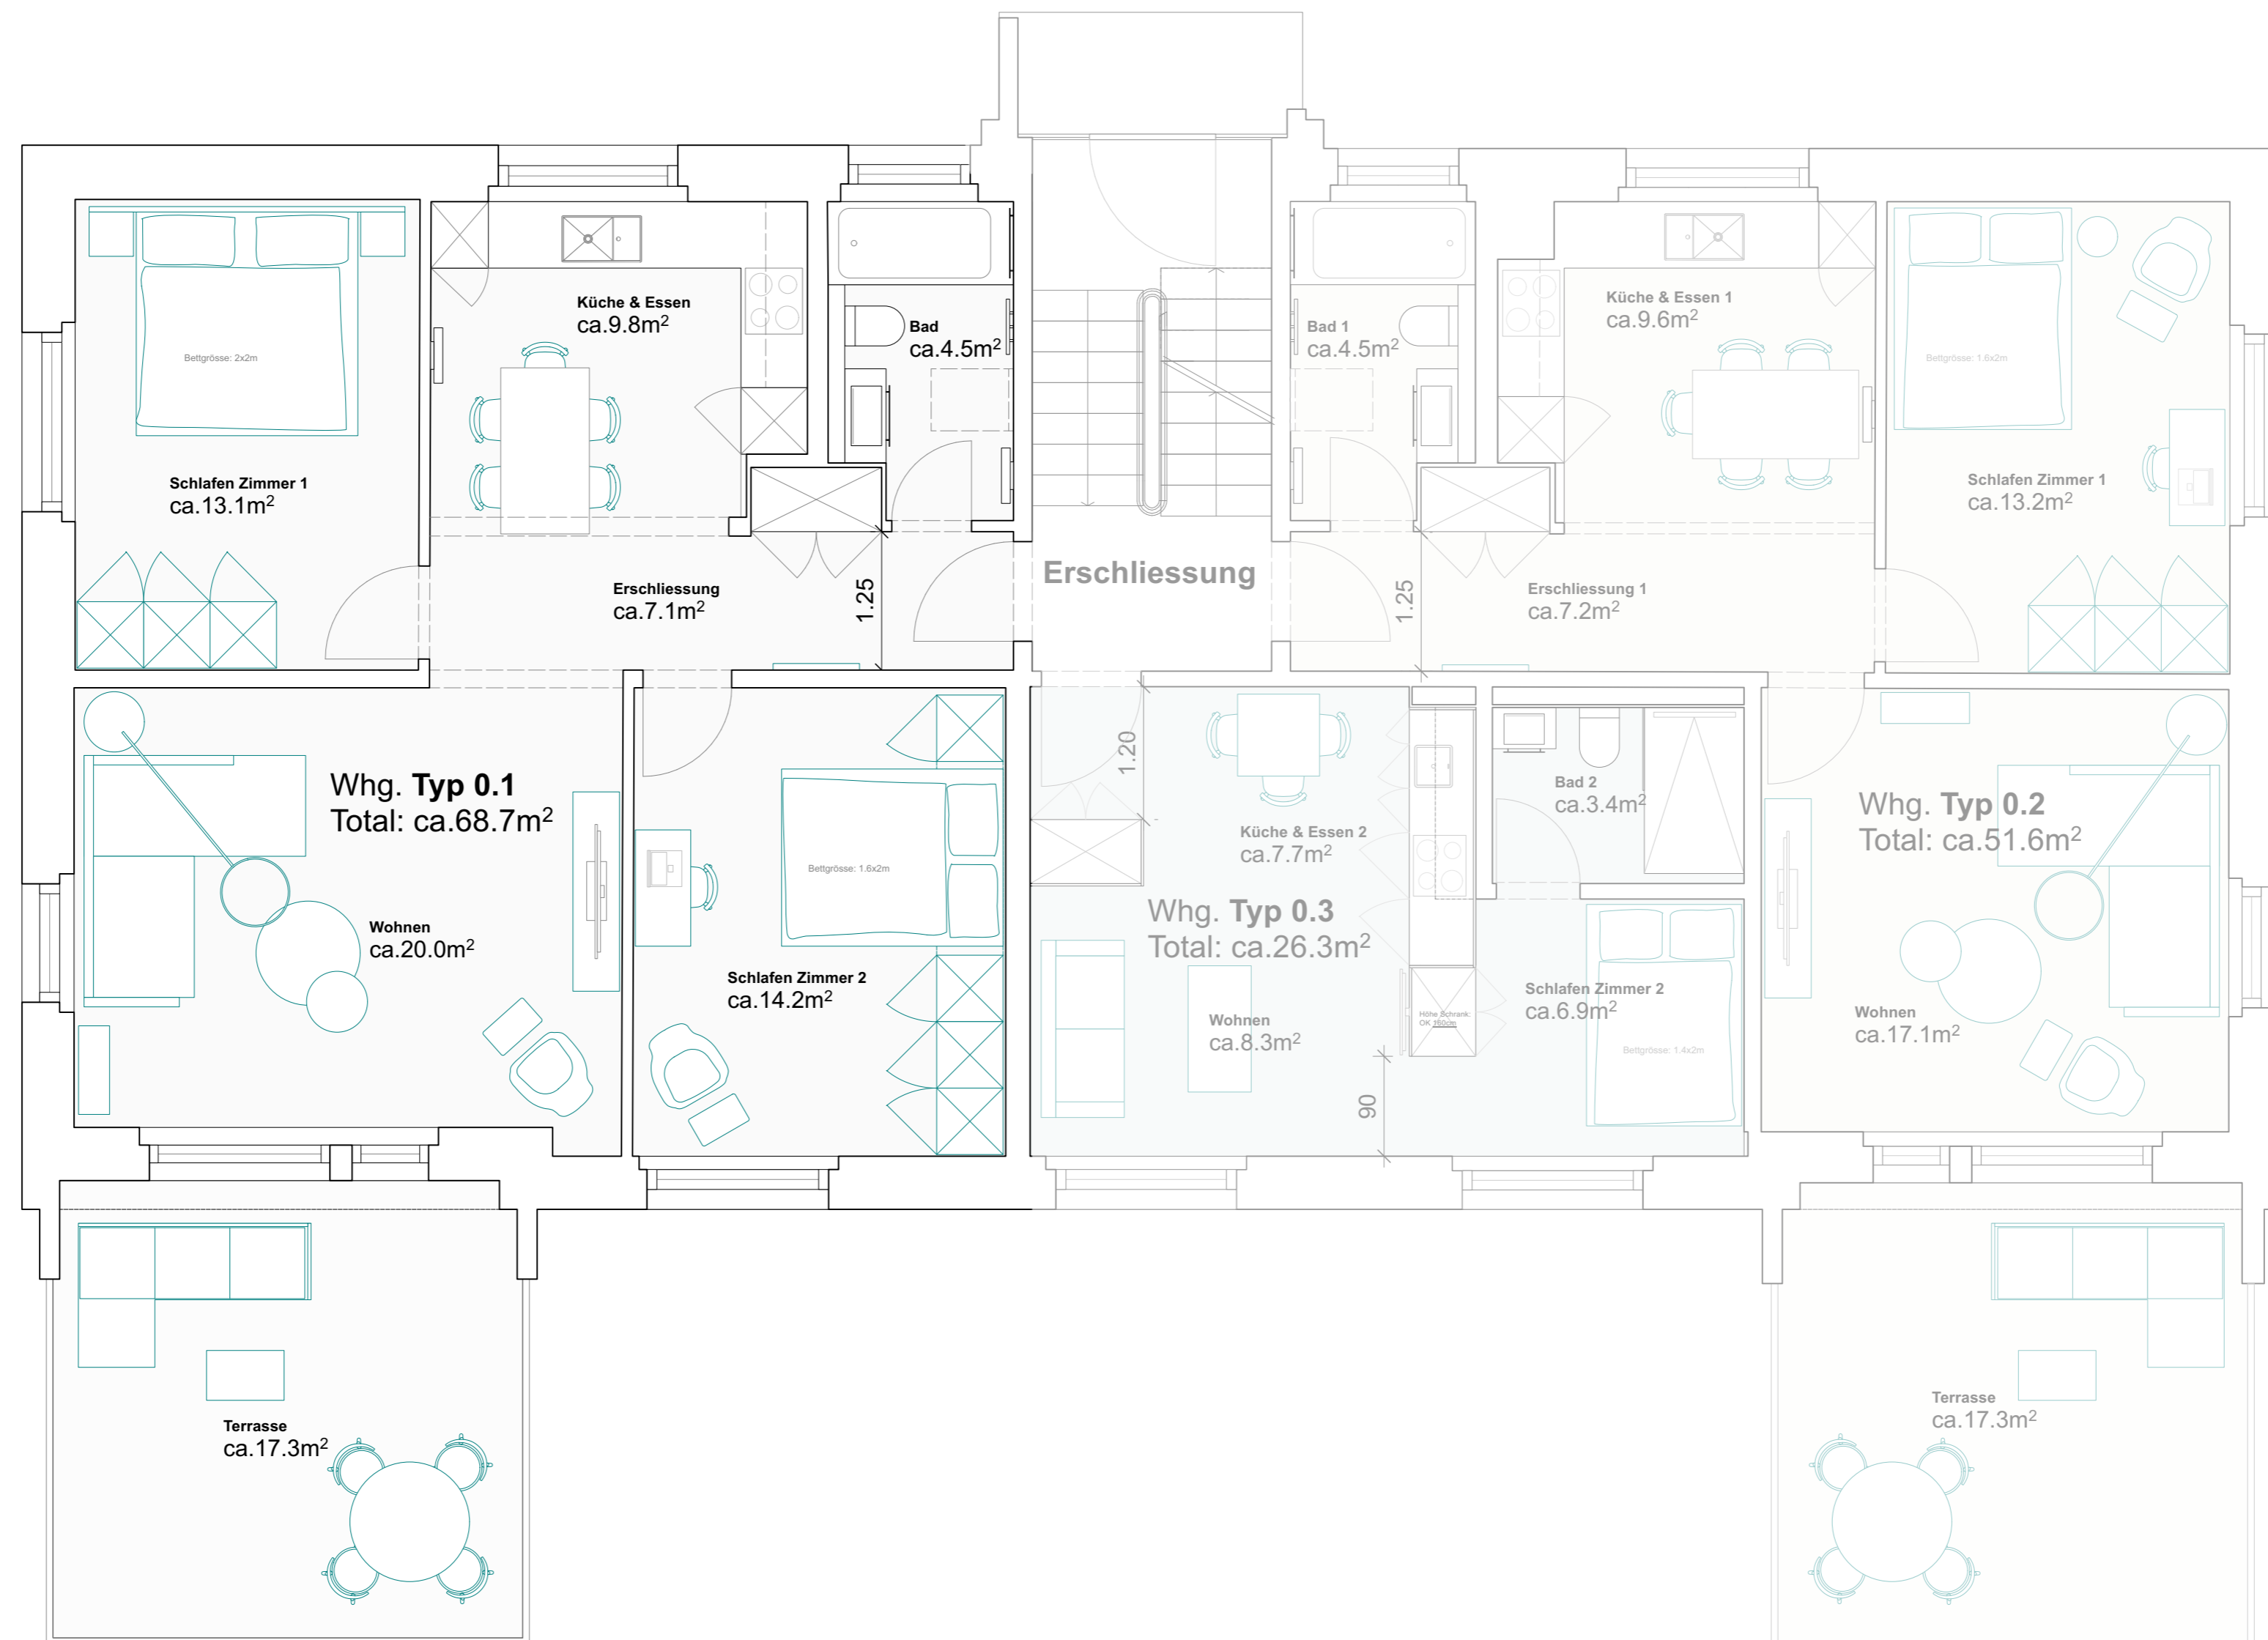 Küche & Essen
ca.9.8m²
Bad
ca.4.5m²
Bad 1
ca.4.5m²
Küche & Essen 1
ca.9.6m²
Bettgrösse: 2x2m
Bettgrösse: 1.6x2m
Schlafen Zimmer 1
ca.13.1m²
Schlafen Zimmer 1
ca.13.2m²
Erschliessung
ca.7.1m²
1.25
Erschliessung
1.25
Erschliessung 1
ca.7.2m²
Whg. Typ 0.1
Total: ca.68.7m²
1.20
Bad 2
ca.3.4m²
Whg. Typ 0.2
Total: ca.51.6m²
Küche & Essen 2
ca.7.7m²
Bettgrösse: 1.6x2m
Whg. Typ 0.3
Total: ca.26.3m²
Wohnen
ca.20.0m²
Schlafen Zimmer 2
ca.14.2m²
Wohnen
ca.8.3m²
Höhe Schrank:
OK 160cm
Schlafen Zimmer 2
ca.6.9m²
Bettgrösse: 1.4x2m
Wohnen
ca.17.1m²
90
Terrasse
ca.17.3m²
Terrasse
ca.17.3m²